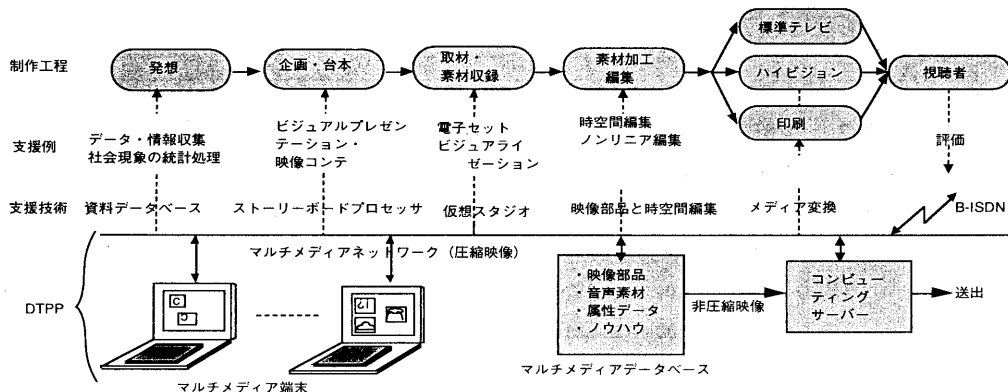 制作工程
発想
企画・台本
取材・
素材収録
素材加工
編集
標準テレビ
ハイビジョン
印刷
視聴者
支援例
データ・情報収集
社会現象の統計処理
ビジュアルプレゼン
テーション・
映像コンテ
電子セット
ビジュアライ
ゼーション
時空間編集
ノンリニア編集
評価
支援技術
資料データベース
ストーリーボードプロセッサ
仮想スタジオ
映像部品と時空間編集
メディア変換
B-ISDN
マルチメディアネットワーク（圧縮映像）
DTPP
C
C
・映像部品
・音声素材
・属性データ
・ノウハウ
非圧縮映像
コンピュー
ティング
サーバー
送出
マルチメディア端末
マルチメディアデータベース